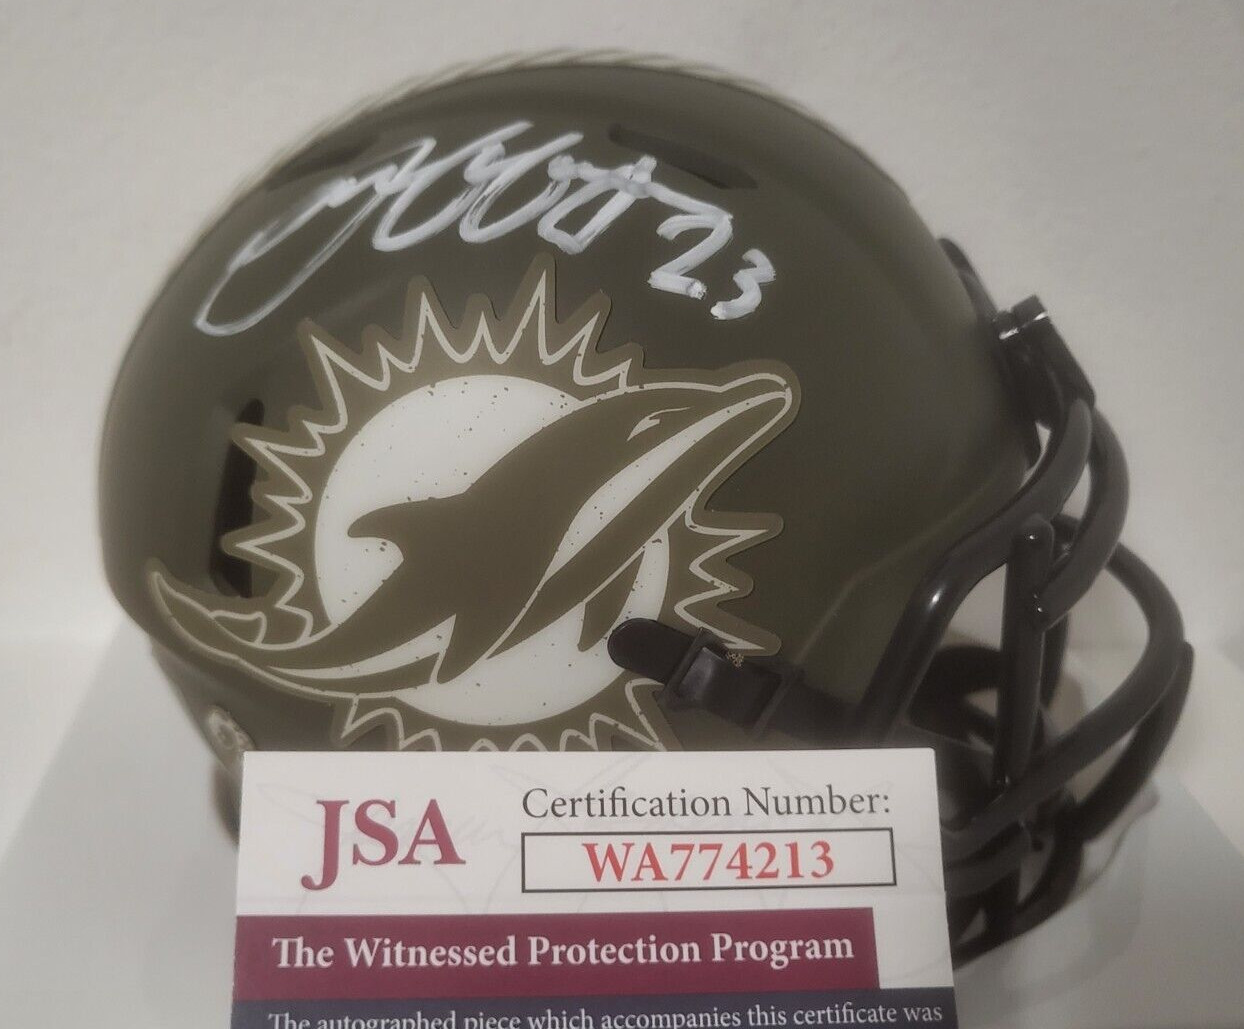 23
JSA
Certification Number:
WA774213
The Witnessed Protection Program
The autographed piece which accompanies this certificate was